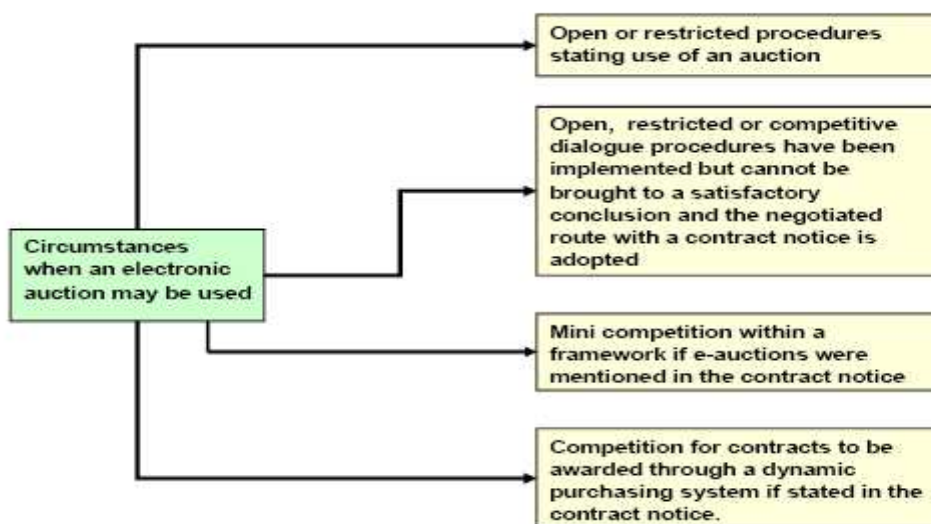 Open or restricted procedures
stating use of an auction
Open, restricted or competitive
dialogue procedures have been
implemented but cannot be
brought to a satisfactory
conclusion and the negotiated
route with a contract notice is
adopted
Circumstances
when an electronic
auction may be used
Mini competition within a
framework if e-auctions were
mentioned in the contract notice
Competition for contracts to be
awarded through a dynamic
purchasing system if stated in the
contract notice.